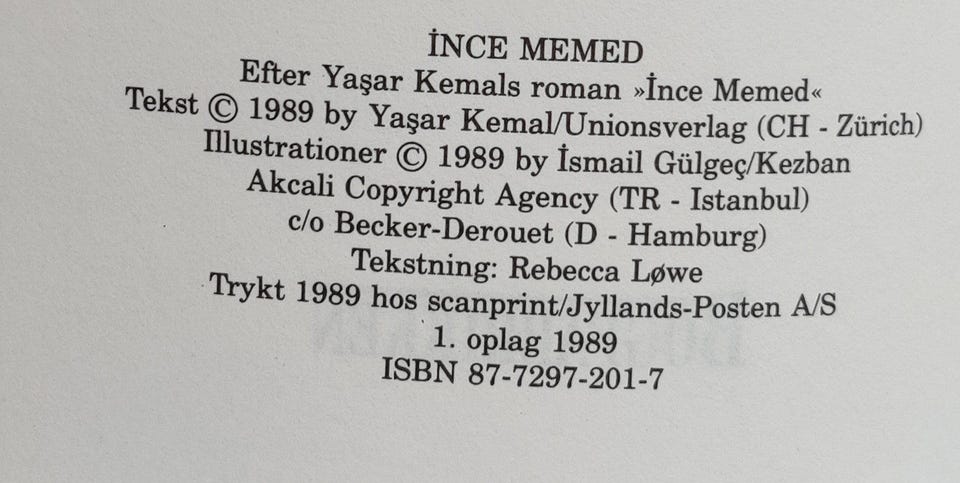 İNCE MEMED
Efter Yaşar Kemals roman »İnce Memed«
Tekst © 1989 by Yaşar Kemal/Unionsverlag (CH - Zürich)
Illustrationer © 1989 by İsmail Gülgeç/Kezban
Akcali Copyright Agency (TR - Istanbul)
c/o Becker-Derouet (D - Hamburg)
Tekstning: Rebecca Løwe
Trykt 1989 hos scanprint/Jyllands-Posten A/S
1. oplag 1989
ISBN 87-7297-201-7